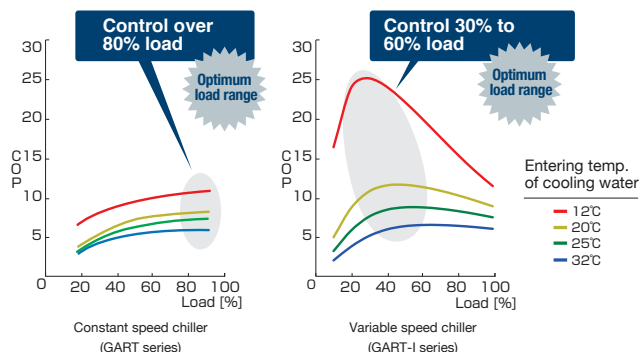 Control over
80% load
Optimum
load range
30
25
20
15
10
5
0
COP
20
40
60
80
100
Load [%]
Constant speed chiller
(GART series)
Control 30% to
60% load
Optimum
load range
30
25
20
15
10
5
0
COP
20
40
60
80
100
Load [%]
Variable speed chiller
(GART-I series)
Entering temp.
of cooling water
12℃
20℃
25℃
32℃